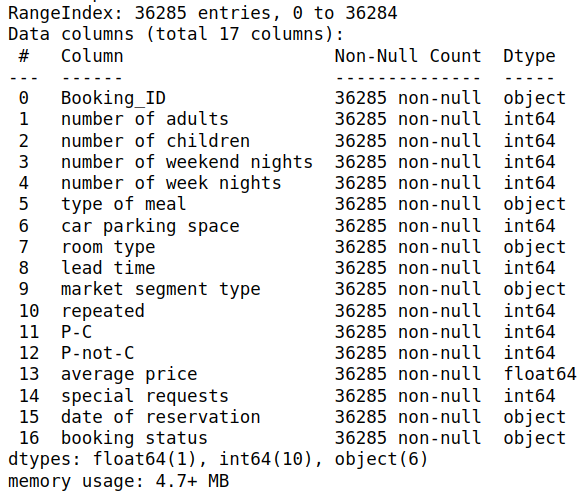 RangeIndex: 36285 entries, 0 to 36284
Data columns (total 17 columns):
 #   Column                    Non-Null Count  Dtype
---  ------                    --------------  -----
 0   Booking_ID                36285 non-null  object
 1   number of adults          36285 non-null  int64
 2   number of children        36285 non-null  int64
 3   number of weekend nights  36285 non-null  int64
 4   number of week nights     36285 non-null  int64
 5   type of meal              36285 non-null  object
 6   car parking space         36285 non-null  int64
 7   room type                 36285 non-null  object
 8   lead time                 36285 non-null  int64
 9   market segment type       36285 non-null  object
 10  repeated                  36285 non-null  int64
 11  P-C                       36285 non-null  int64
 12  P-not-C                   36285 non-null  int64
 13  average price             36285 non-null  float64
 14  special requests          36285 non-null  int64
 15  date of reservation       36285 non-null  object
 16  booking status            36285 non-null  object
dtypes: float64(1), int64(10), object(6)
memory usage: 4.7+ MB